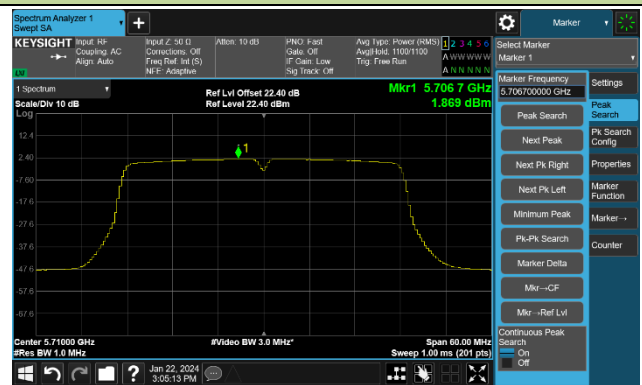 Spectrum Analyzer 1
Swept SA
+
Marker
KEYSIGHT
Input: RF
Coupling: AC
Align: Auto
Input Z: 50 Ω
Corrections: Off
Freq Ref: Int (S)
NFE: Adaptive
Atten: 10 dB
PNO: Fast
Gate: Off
IF Gain: Low
Sig Track: Off
Avg Type: Power (RMS)
Avg|Hold: 1100/1100
Trig: Free Run
1 2 3 4 5 6
A W W W W W
A N N N N N
Select Marker
Marker 1
1 Spectrum
Scale/Div 10 dB
Log
Ref Lvl Offset 22.40 dB
Ref Level 22.40 dBm
Mkr1 5.706 7 GHz
1.869 dBm
12.4
2.40
-7.60
-17.6
-27.6
-37.6
-47.6
-57.6
-67.6
1
Center 5.71000 GHz
#Res BW 1.0 MHz
#Video BW 3.0 MHz*
Span 60.00 MHz
Sweep 1.00 ms (201 pts)
Marker Frequency
5.706700000 GHz
Peak Search
Next Peak
Next Pk Right
Next Pk Left
Minimum Peak
Pk-Pk Search
Marker Delta
Mkr→CF
Mkr→Ref Lvl
Continuous Peak
Search
On
Off
Settings
Peak
Search
Pk Search
Config
Properties
Marker
Function
Marker→
Counter
?
Jan 22, 2024
3:05:13 PM